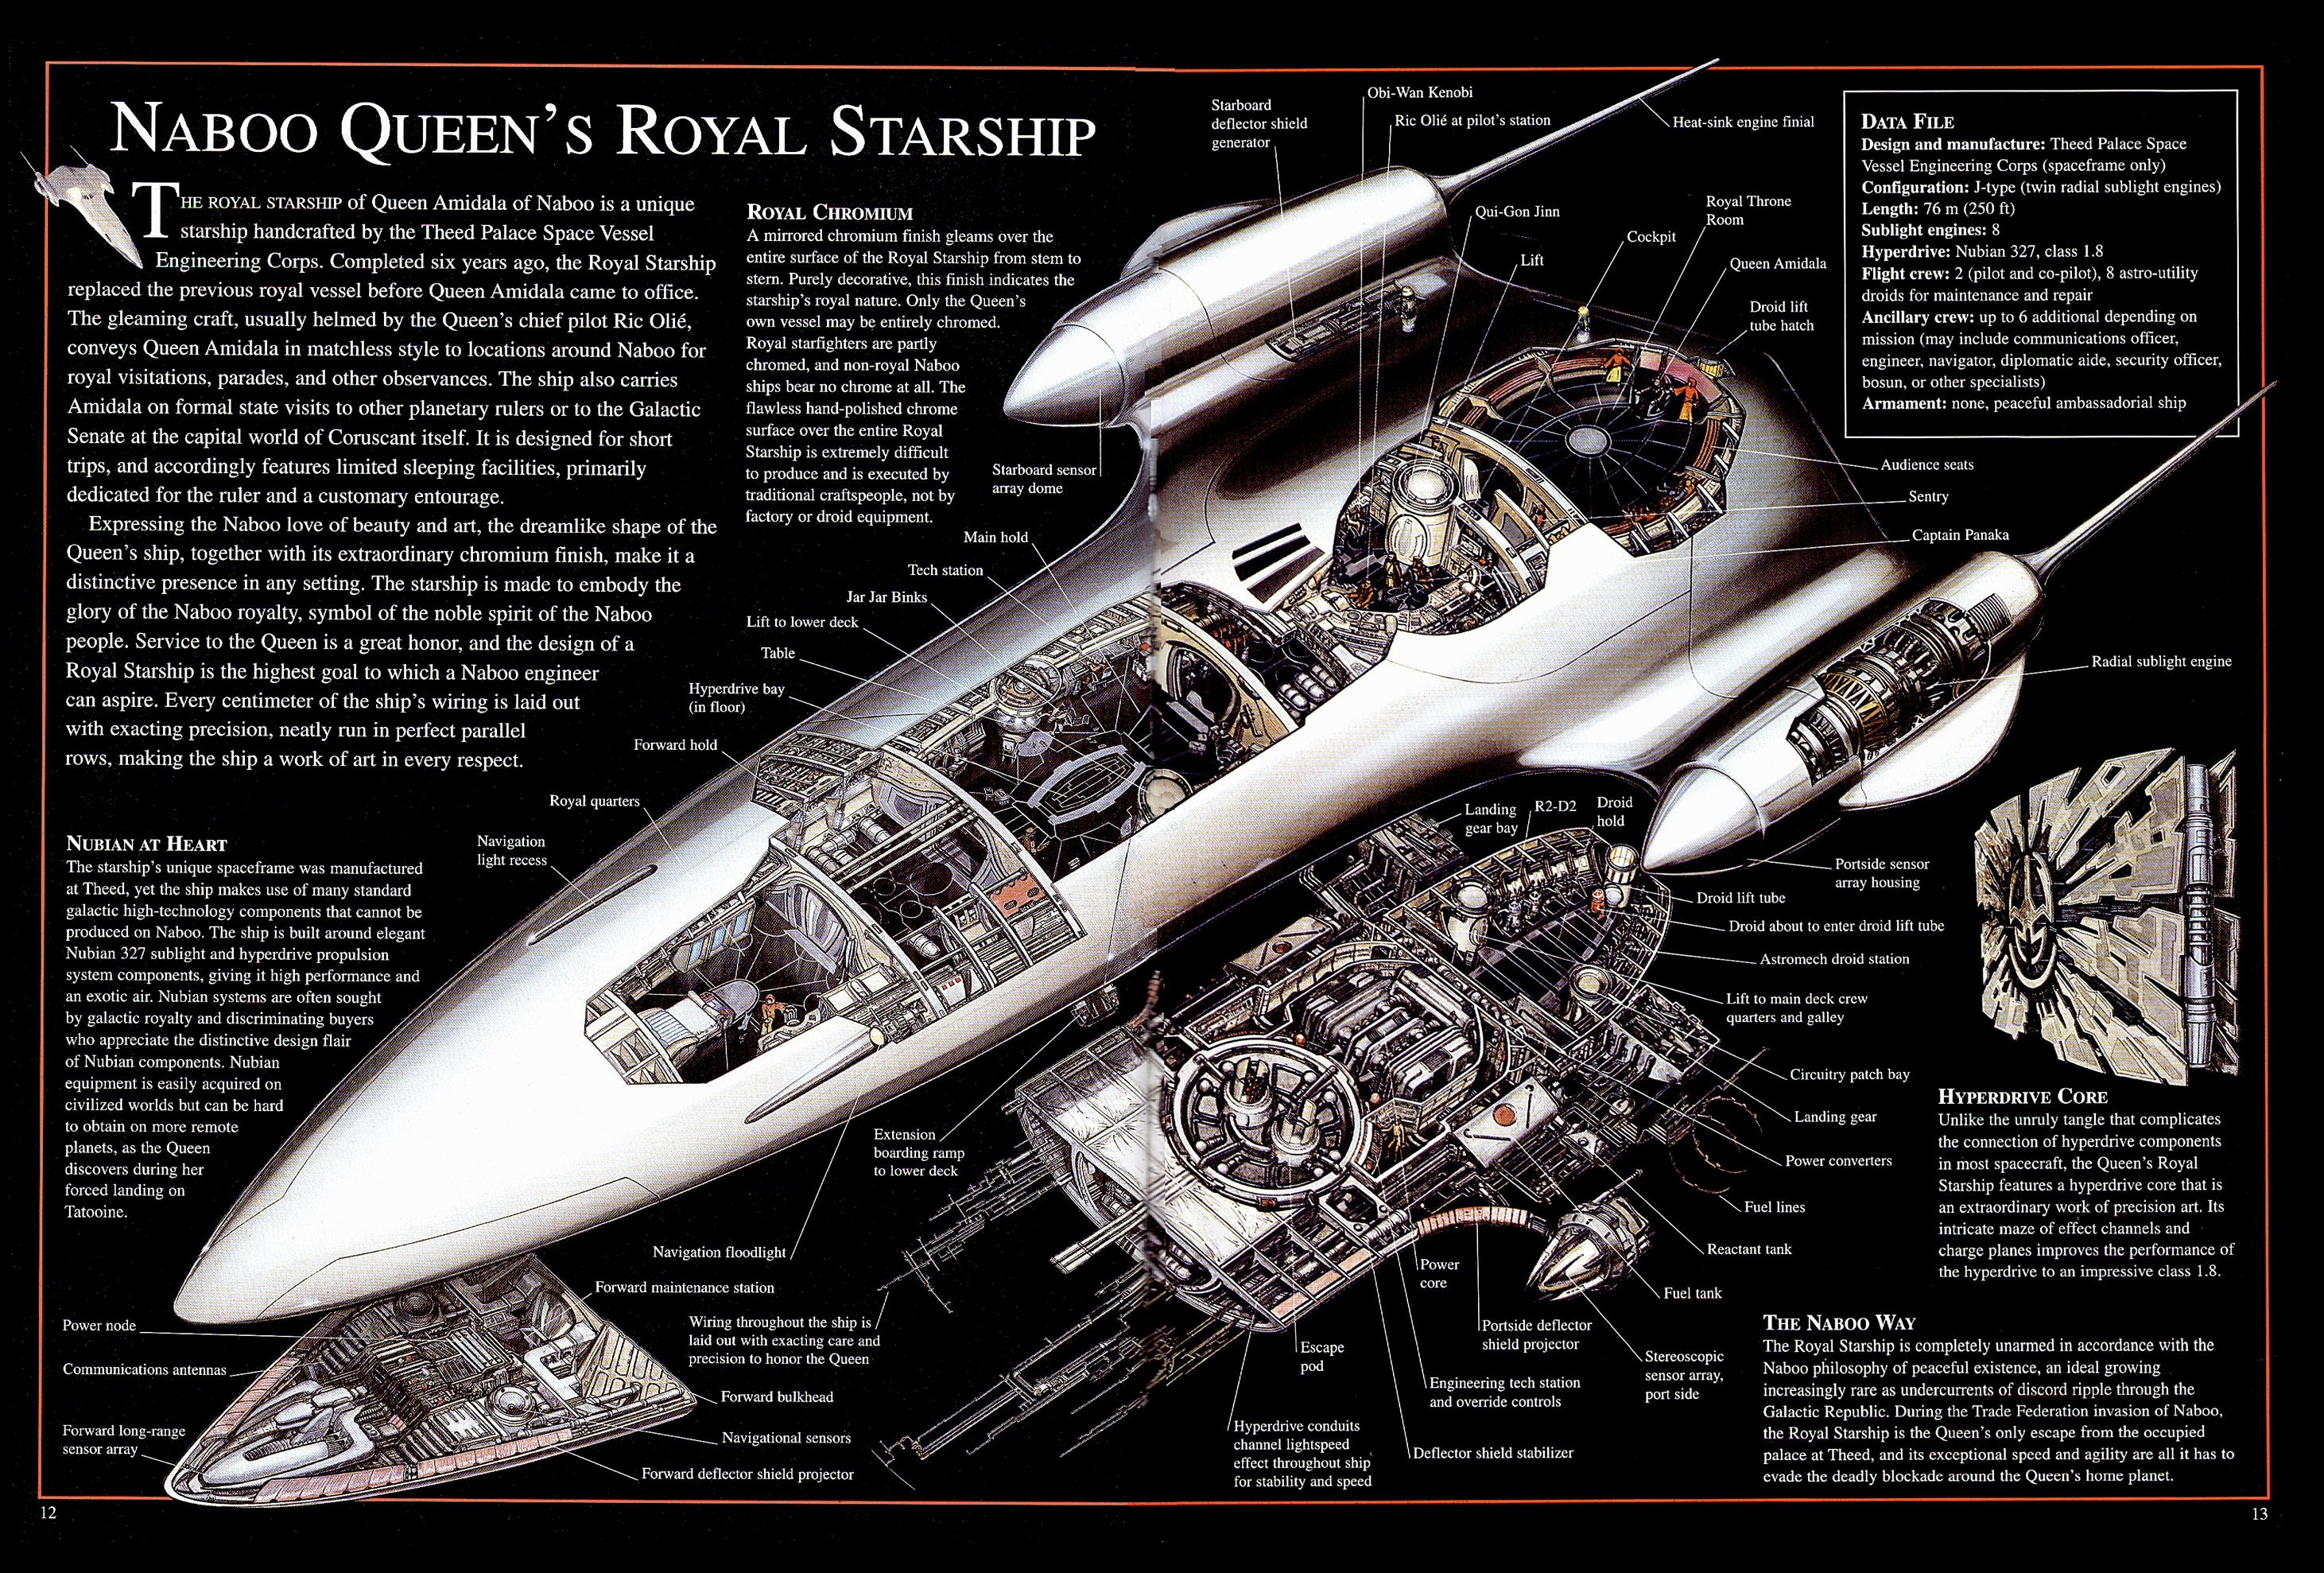 NABOO QUEEN'S ROYAL STARSHIP
THE ROYAL STARSHIP of Queen Amidala of Naboo is a unique
starship handcrafted by the Theed Palace Space Vessel
Engineering Corps. Completed six years ago, the Royal Starship
replaced the previous royal vessel before Queen Amidala came to office.
The gleaming craft, usually helmed by the Queen's chief pilot Ric Olié,
conveys Queen Amidala in matchless style to locations around Naboo for
royal visitations, parades, and other observances. The ship also carries
Amidala on formal state visits to other planetary rulers or to the Galactic
Senate at the capital world of Coruscant itself. It is designed for short
trips, and accordingly features limited sleeping facilities, primarily
dedicated for the ruler and a customary entourage.
Expressing the Naboo love of beauty and art, the dreamlike shape of the
Queen's ship, together with its extraordinary chromium finish, make it a
distinctive presence in any setting. The starship is made to embody the
glory of the Naboo royalty, symbol of the noble spirit of the Naboo
people. Service to the Queen is a great honor, and the design of a
Royal Starship is the highest goal to which a Naboo engineer
can aspire. Every centimeter of the ship's wiring is laid out
with exacting precision, neatly run in perfect parallel
rows, making the ship a work of art in every respect.
NUBIAN AT HEART
The starship's unique spaceframe was manufactured
at Theed, yet the ship makes use of many standard
galactic high-technology components that cannot be
produced on Naboo. The ship is built around elegant
Nubian 327 sublight and hyperdrive propulsion
system components, giving it high performance and
an exotic air. Nubian systems are often sought
by galactic royalty and discriminating buyers
who appreciate the distinctive design flair
of Nubian components. Nubian
equipment is easily acquired on
civilized worlds but can be hard
to obtain on more remote
planets, as the Queen
discovers during her
forced landing on
Tatooine.
ROYAL CHROMIUM
A mirrored chromium finish gleams over the
entire surface of the Royal Starship from stem to
stern. Purely decorative, this finish indicates the
starship's royal nature. Only the Queen's
own vessel may be entirely chromed.
Royal starfighters are partly
chromed, and non-royal Naboo
ships bear no chrome at all. The
flawless hand-polished chrome
surface over the entire Royal
Starship is extremely difficult
to produce and is executed by
traditional craftspeople, not by
factory or droid equipment.
Starboard sensor
array dome
Main hold
Tech station
Jar Jar Binks
Lift to lower deck
Table
Hyperdrive bay
(in floor)
Forward hold
Royal quarters
Navigation
light recess
Extension
boarding ramp
to lower deck
Navigation floodlight
Forward maintenance station
Wiring throughout the ship is
laid out with exacting care and
precision to honor the Queen
Forward bulkhead
Navigational sensors
Forward deflector shield projector
Power node
Communications antennas
Forward long-range
sensor array
12
Starboard
deflector shield
generator
Obi-Wan Kenobi
Ric Olié at pilot's station
Heat-sink engine finial
Qui-Gon Jinn
Lift
Cockpit
Royal Throne
Room
Queen Amidala
Droid lift
tube hatch
DATA FILE
Design and manufacture: Theed Palace Space
Vessel Engineering Corps (spaceframe only)
Configuration: J-type (twin radial sublight engines)
Length: 76 m (250 ft)
Sublight engines: 8
Hyperdrive: Nubian 327, class 1.8
Flight crew: 2 (pilot and co-pilot), 8 astro-utility
droids for maintenance and repair
Ancillary crew: up to 6 additional depending on
mission (may include communications officer,
engineer, navigator, diplomatic aide, security officer,
bosun, or other specialists)
Armament: none, peaceful ambassadorial ship
Audience seats
Sentry
Captain Panaka
Radial sublight engine
Landing
gear bay
R2-D2
Droid
hold
Portside sensor
array housing
Droid lift tube
Droid about to enter droid lift tube
Astromech droid station
Lift to main deck crew
quarters and galley
Circuitry patch bay
Landing gear
Power converters
Fuel lines
Reactant tank
Fuel tank
Stereoscopic
sensor array,
port side
Portside deflector
shield projector
Power
core
Engineering tech station
and override controls
Deflector shield stabilizer
Escape
pod
Hyperdrive conduits
channel lightspeed
effect throughout ship
for stability and speed
HYPERDRIVE CORE
Unlike the unruly tangle that complicates
the connection of hyperdrive components
in most spacecraft, the Queen's Royal
Starship features a hyperdrive core that is
an extraordinary work of precision art. Its
intricate maze of effect channels and
charge planes improves the performance of
the hyperdrive to an impressive class 1.8.
THE NABOO WAY
The Royal Starship is completely unarmed in accordance with the
Naboo philosophy of peaceful existence, an ideal growing
increasingly rare as undercurrents of discord ripple through the
Galactic Republic. During the Trade Federation invasion of Naboo,
the Royal Starship is the Queen's only escape from the occupied
palace at Theed, and its exceptional speed and agility are all it has to
evade the deadly blockade around the Queen's home planet.
13